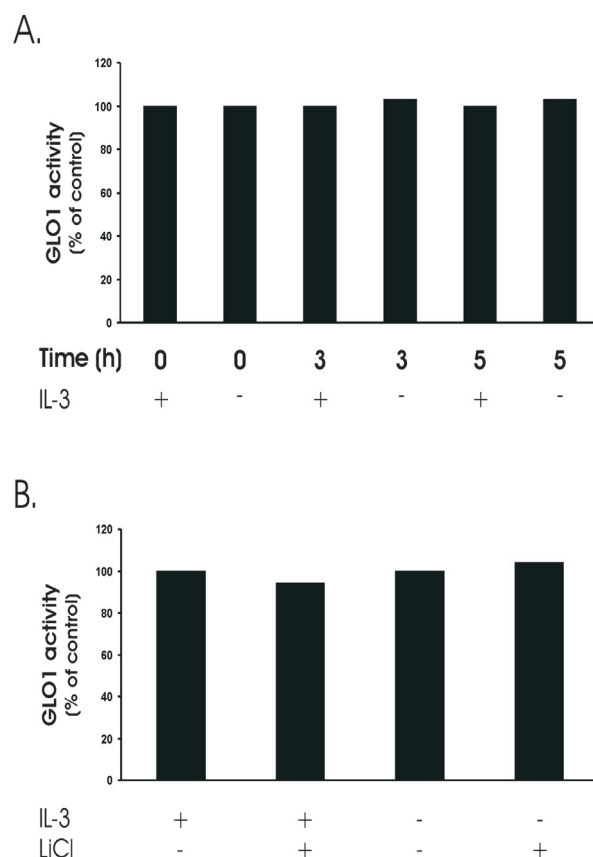 A.
GLO1 activity
(% of control)
120
100
80
60
40
20
0
Time (h) 0 0 3 3 5 5
IL-3 + - + - + -
B.
GLO1 activity
(% of control)
120
100
80
60
40
20
0
IL-3 + + - -
LiCl - + - +